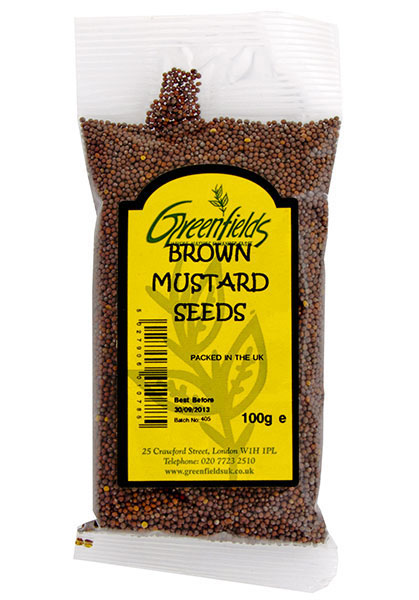 Greenfields
BROWN
MUSTARD
SEEDS
PACKED IN THE UK
Best Before
30/09/2013
Batch No: 405
100g e
25 Crawford Street, London W1H 1PL
Telephone: 020 7723 2510
www.greenfieldsuk.co.uk